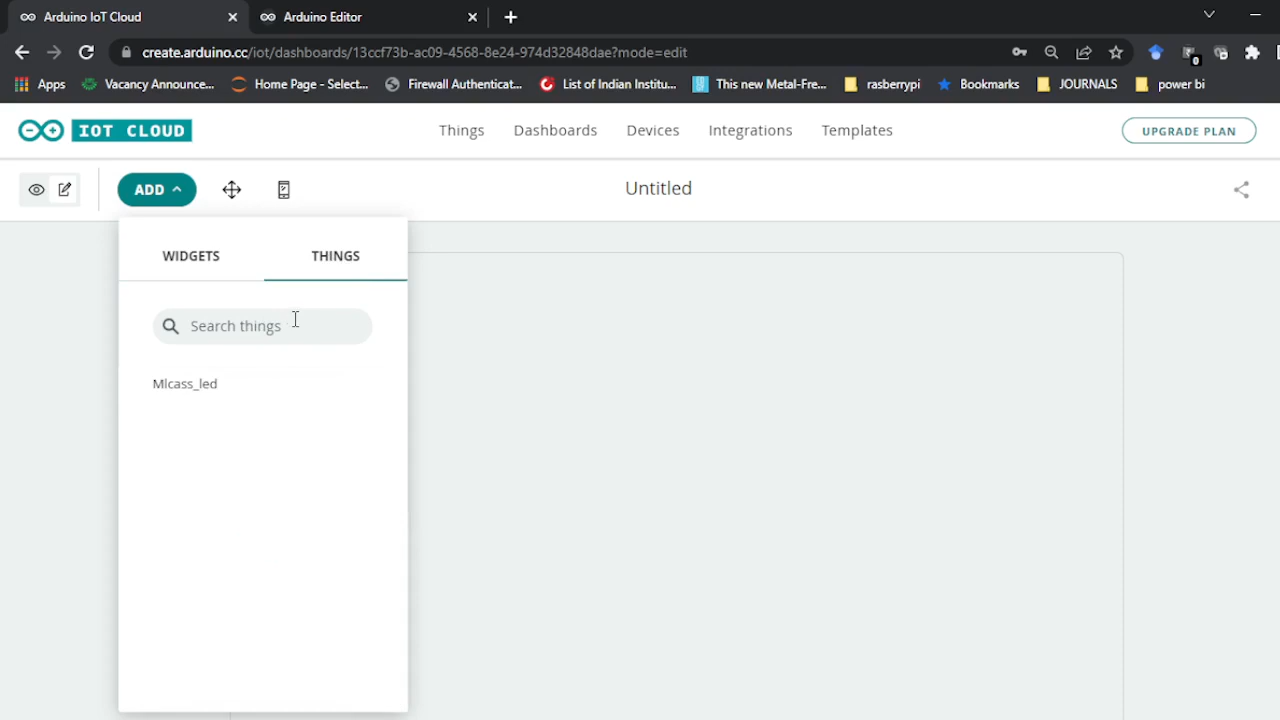 Arduino IoT Cloud
Arduino Editor
create.arduino.cc/iot/dashboards/13ccf73b-ac09-4568-8e24-974d32848dae?mode=edit
0
Apps Vacancy Announce... Home Page - Select... Firewall Authenticat... List of Indian Institu... This new Metl-Fre... rasberrypi Bookmarks JOURNALS power bi
IOT CLOUD
Things Dashboards Devices Integrations Templates
UPGRADE PLAN
ADD
Untitled
WIDGETS THINGS
Search things
Mlcass_led